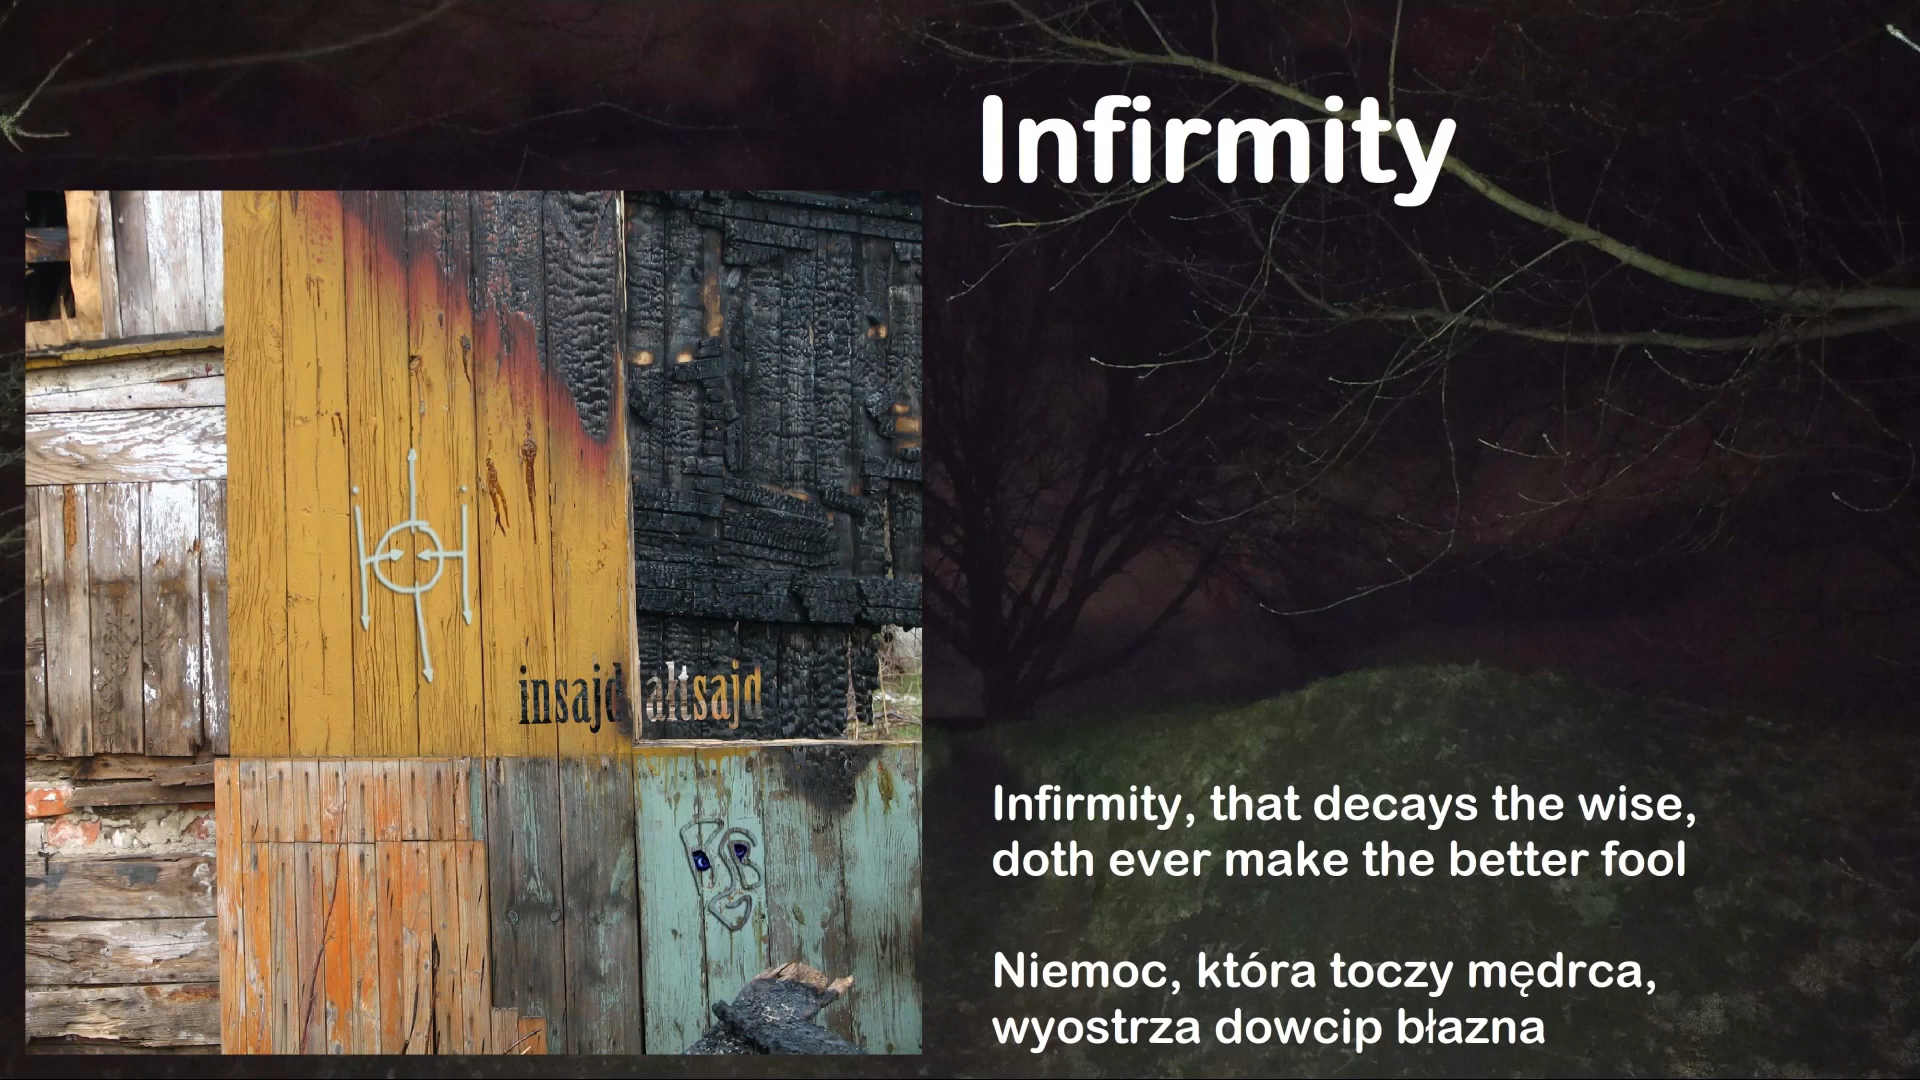 Infirmity
insajd altsajd
Infirmity, that decays the wise,
doth ever make the better fool
Niemoc, która toczy mędrca,
wyostrza dowcip błazna